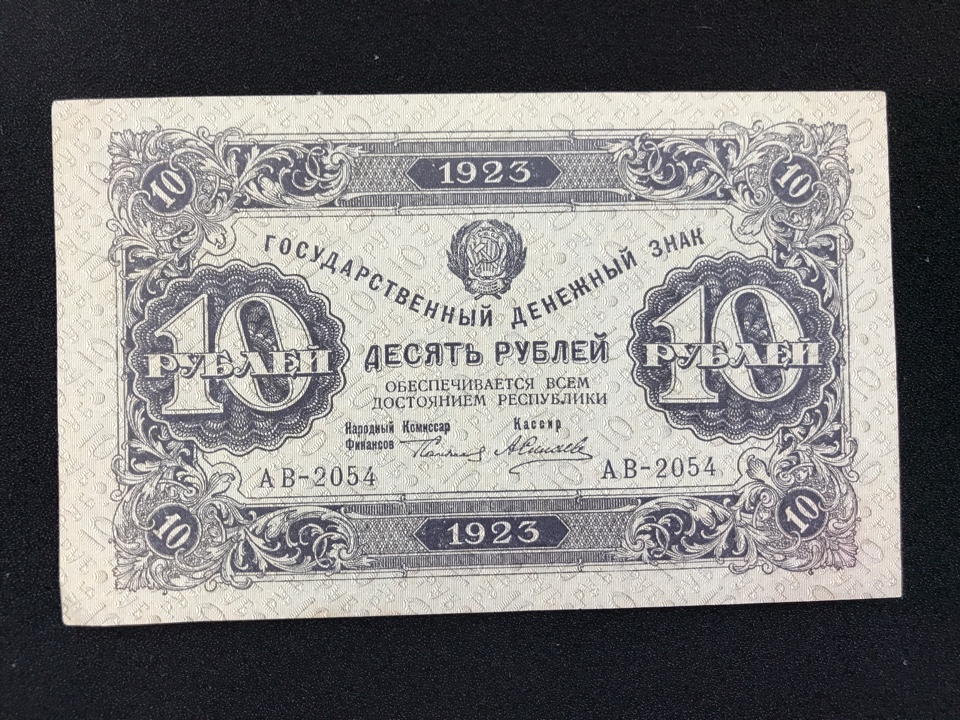 1923
10 10
ГОСУДАРСТВЕННЫЙ ДЕНЕЖНЫЙ ЗНАК
10 РУБЛЕЙ
10 РУБЛЕЙ
ДЕСЯТЬ РУБЛЕЙ
ОБЕСПЕЧИВАЕТСЯ ВСЕМ
ДОСТОЯНИЕМ РЕСПУБЛИКИ
Народный Комиссар Кассир
Финансов
АВ-2054 АВ-2054
10 10
1923